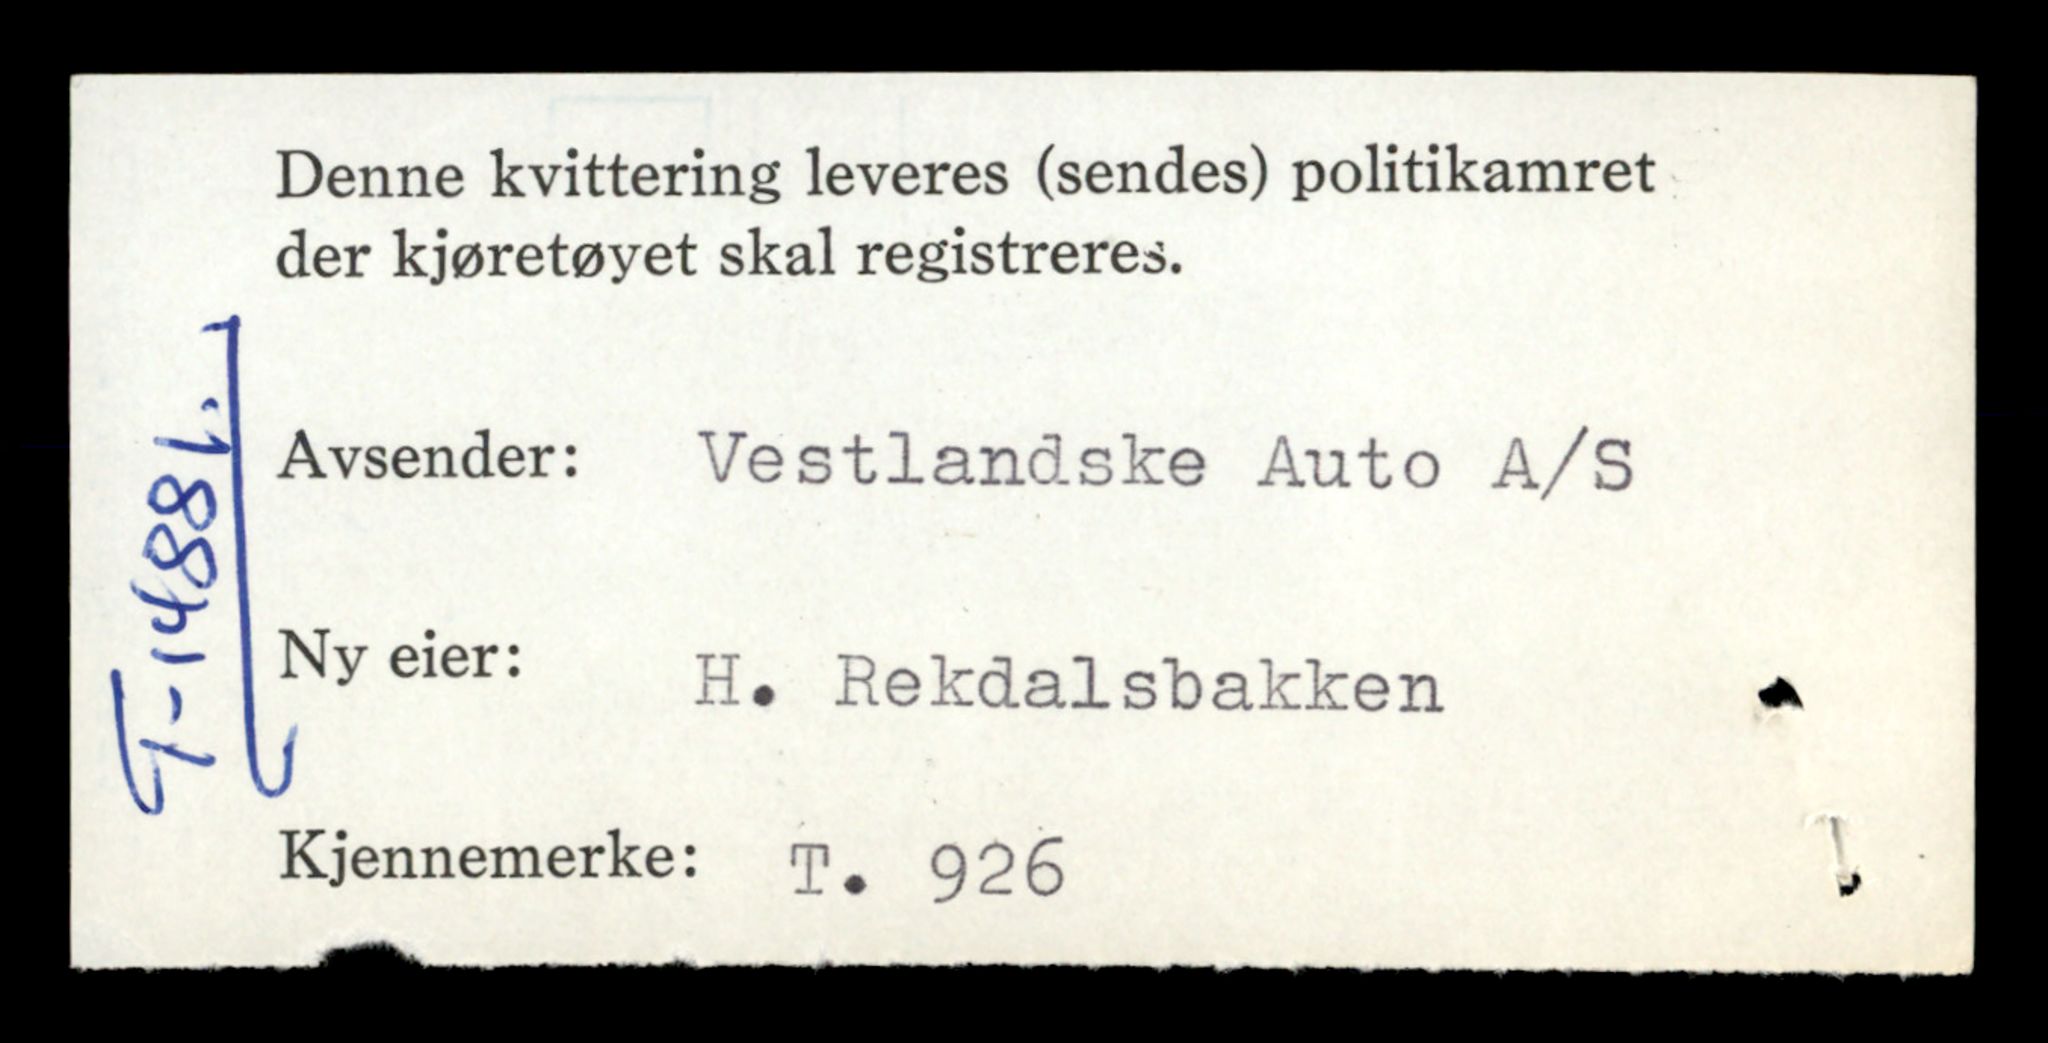 Denne kvittering leveres (sendes) politikamret
der kjøretøyet skal registreres.
T-14881.
Avsender: Vestlandske Auto A/S
Ny eier: H. Rekdalsbakken
Kjennemerke: T. 926